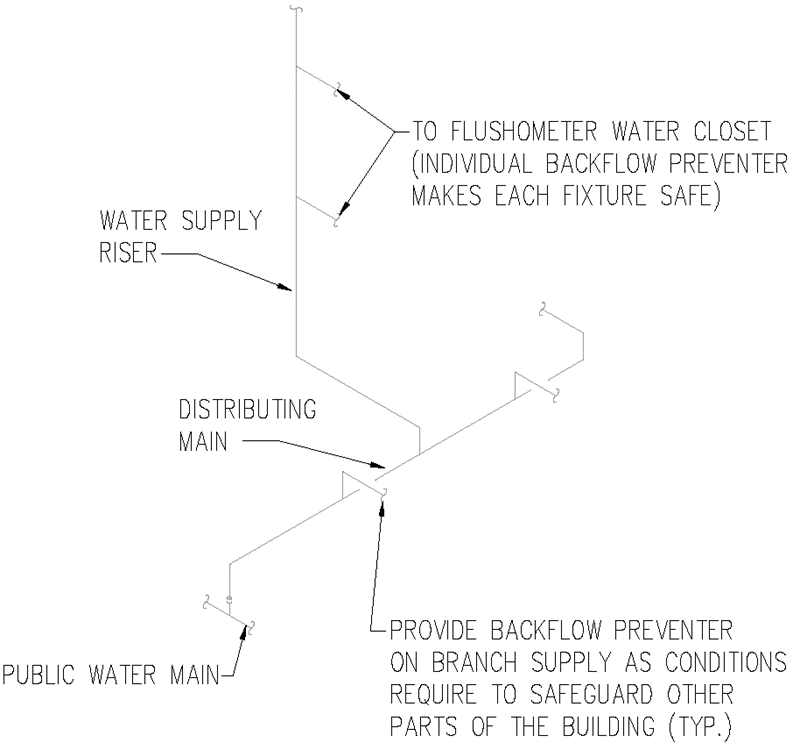 TO FLUSHOMETER WATER CLOSET
(INDIVIDUAL BACKFLOW PREVENTER
MAKES EACH FIXTURE SAFE)
WATER SUPPLY
RISER
DISTRIBUTING
MAIN
PROVIDE BACKFLOW PREVENTER
ON BRANCH SUPPLY AS CONDITIONS
REQUIRE TO SAFEGUARD OTHER
PARTS OF THE BUILDING (TYP.)
PUBLIC WATER MAIN